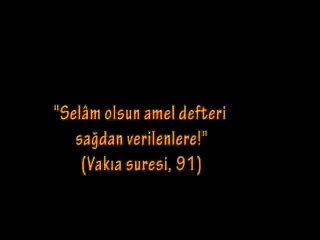 "Selâm olsun amel defteri
sağdan verilenlere!"
(Vakıa suresi, 91)